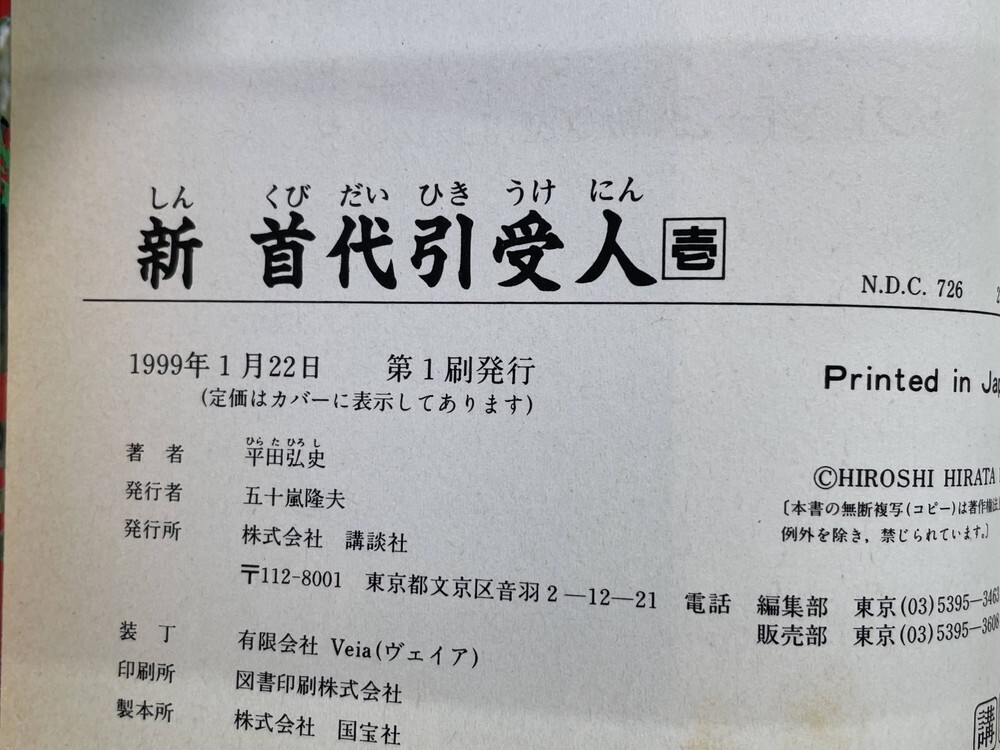 しん くび だい ひき うけ にん
新 首代引受人 壱
N.D.C. 726
1999年1月22日 第1刷発行
(定価はカバーに表示してあります)
Printed in
ひら た ひろ し
著 者 平田弘史
発行者 五十嵐隆夫
発行所 株式会社 講談社
〒112-8001 東京都文京区音羽2―12―21 電話 編集部 東京(03)5395―3463
販売部 東京(03)5395―3608
©HIROSHI HIRATA
〔本書の無断複写(コピー)は著作権法上
例外を除き，禁じられています。〕
装 丁 有限会社 Veia(ヴェイア)
印刷所 図書印刷株式会社
製本所 株式会社 国宝社
講